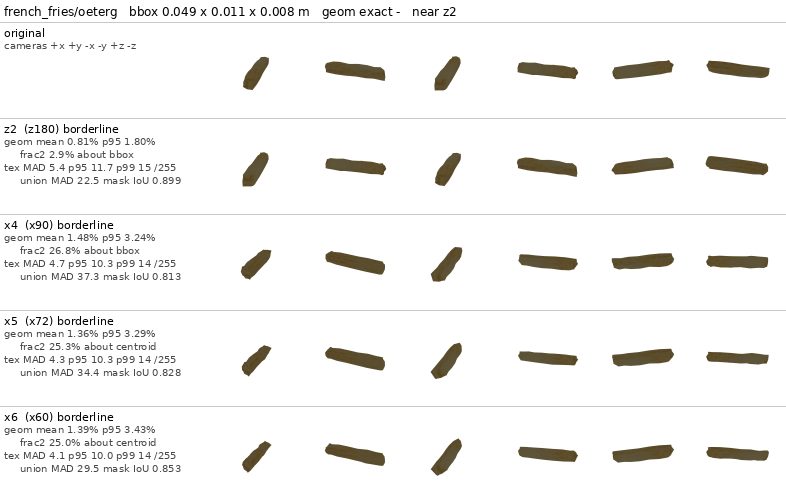 french_fries/oeterg   bbox 0.049 x 0.011 x 0.008 m   geom exact -   near z2
original
cameras +x +y -x -y +z -z
z2  (z180) borderline
geom mean 0.81% p95 1.80%
frac2 2.9% about bbox
tex MAD 5.4 p95 11.7 p99 15 /255
union MAD 22.5 mask IoU 0.899
x4  (x90) borderline
geom mean 1.48% p95 3.24%
frac2 26.8% about bbox
tex MAD 4.7 p95 10.3 p99 14 /255
union MAD 37.3 mask IoU 0.813
x5  (x72) borderline
geom mean 1.36% p95 3.29%
frac2 25.3% about centroid
tex MAD 4.3 p95 10.3 p99 14 /255
union MAD 34.4 mask IoU 0.828
x6  (x60) borderline
geom mean 1.39% p95 3.43%
frac2 25.0% about centroid
tex MAD 4.1 p95 10.0 p99 14 /255
union MAD 29.5 mask IoU 0.853